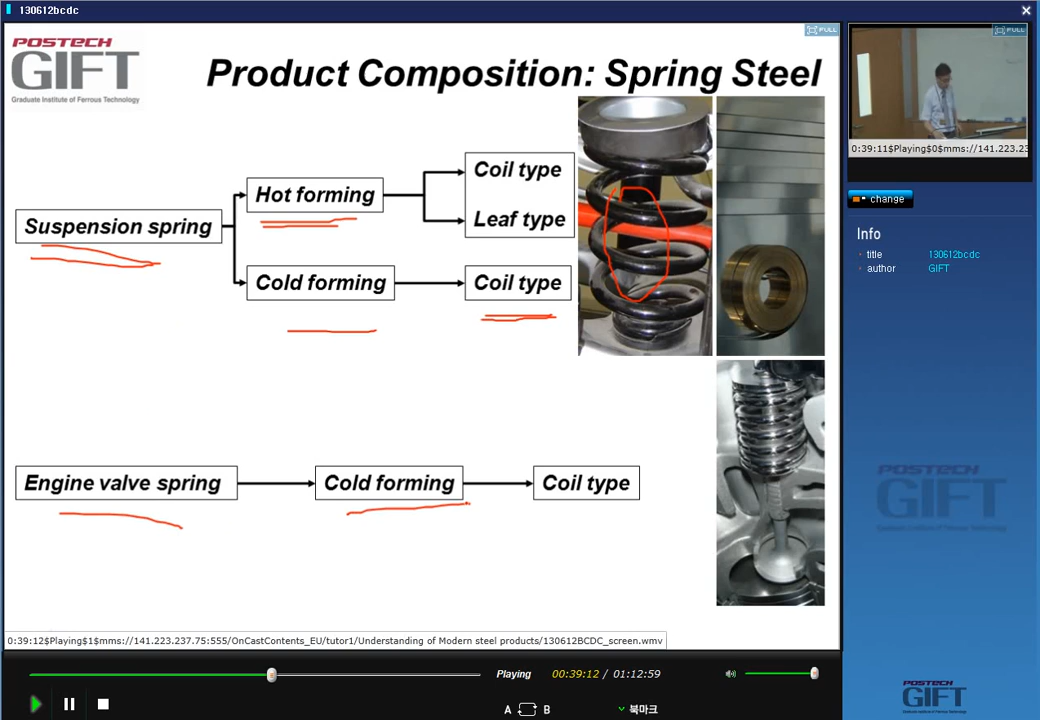 130612bcdc
POSTECH
GIFT
Graduate Institute of Ferrous Technology
Product Composition: Spring Steel
FULL
Suspension spring
Hot forming
Coil type
Leaf type
Cold forming
Coil type
Engine valve spring
Cold forming
Coil type
0:39:12$Playing$1$mms://141.223.237.75:555/OnCastContents_EU/tutor1/Understanding of Modern steel products/130612BCDC_screen.wmv
Playing
00:39:12 / 01:12:59
A B
북마크
FULL
0:39:11$Playing$0$mms://141.223.23
change
Info
title 130612bcdc
author GIFT
POSTECH
GIFT
POSTECH
GIFT